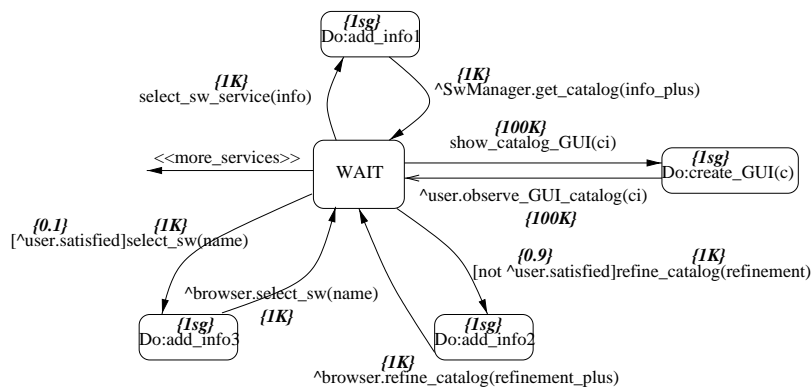 {1sg}
Do:add_info1
{1K}
select_sw_service(info)
{1K}
^SwManager.get_catalog(info_plus)
<<more_services>>
WAIT
{100K}
show_catalog_GUI(ci)
{1sg}
Do:create_GUI(c)
^user.observe_GUI_catalog(ci)
{100K}
{0.1} {1K}
[^user.satisfied]select_sw(name)
{0.9} {1K}
[not ^user.satisfied]refine_catalog(refinement)
^browser.select_sw(name)
{1K}
{1sg}
Do:add_info3
{1sg}
Do:add_info2
{1K}
^browser.refine_catalog(refinement_plus)